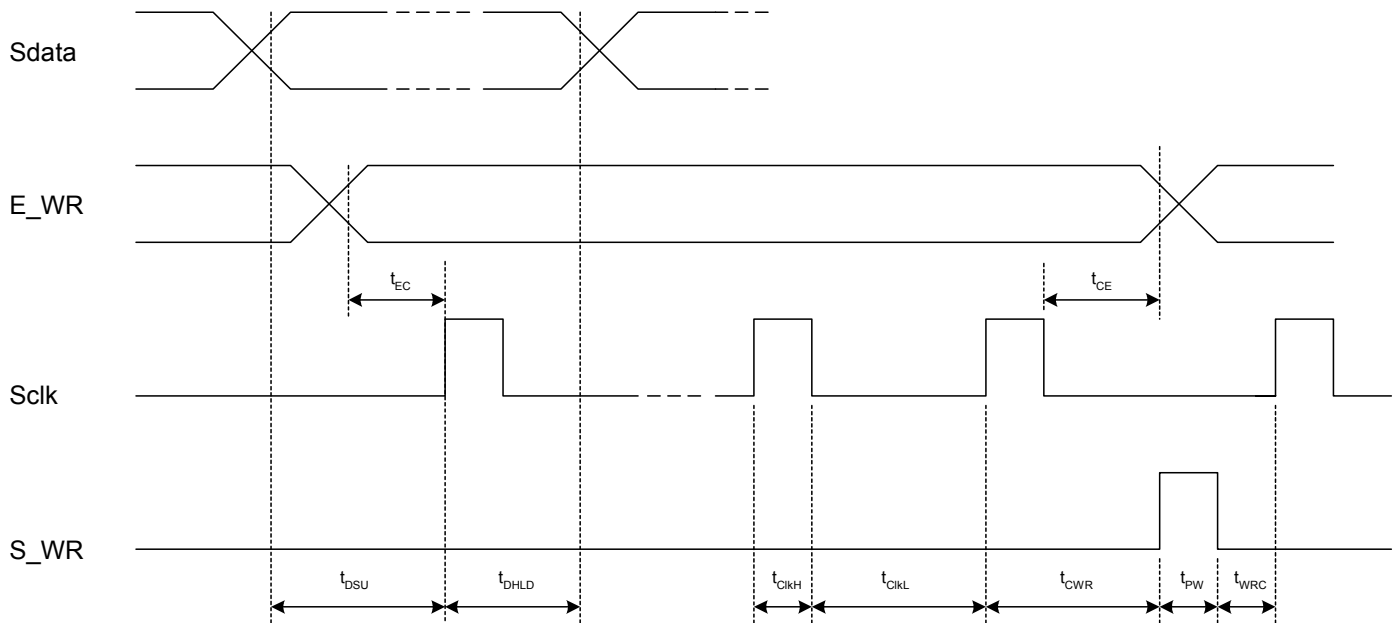 Sdata
E_WR
tEC
tCE
Sclk
S_WR
tDSU
tDHLD
tClkH
tClkL
tCWR
tPW
tWRC